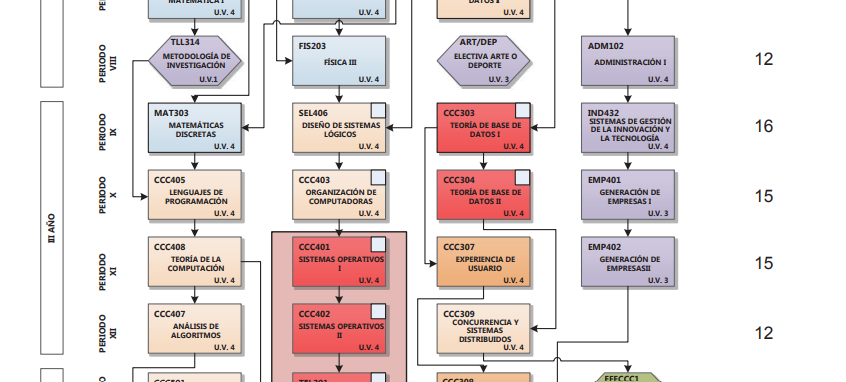 MATEMÁTICA I
U.V. 4
U.V. 4
DATOS I
U.V. 4
PERIODO
VIII
TLL314
METODOLOGÍA DE
INVESTIGACIÓN
U.V.1
FIS203
FÍSICA III
U.V. 4
ART/DEP
ELECTIVA ARTE O
DEPORTE
U.V. 3
ADM102
ADMINISTRACIÓN I
U.V. 4
12
III AÑO
PERIODO
IX
MAT303
MATEMÁTICAS
DISCRETAS
U.V. 4
SEL406
DISEÑO DE SISTEMAS
LÓGICOS
U.V. 4
CCC303
TEORÍA DE BASE DE
DATOS I
U.V. 4
IND432
SISTEMAS DE GESTIÓN
DE LA INNOVACIÓN Y
LA TECNOLOGÍA
U.V. 4
16
PERIODO
X
CCC405
LENGUAJES DE
PROGRAMACIÓN
U.V. 4
CCC403
ORGANIZACIÓN DE
COMPUTADORAS
U.V. 4
CCC304
TEORÍA DE BASE DE
DATOS II
U.V. 4
EMP401
GENERACIÓN DE
EMPRESAS I
U.V. 3
15
PERIODO
XI
CCC408
TEORÍA DE LA
COMPUTACIÓN
U.V. 4
CCC401
SISTEMAS OPERATIVOS
I
U.V. 4
CCC307
EXPERIENCIA DE
USUARIO
U.V. 4
EMP402
GENERACIÓN DE
EMPRESASII
U.V. 3
15
PERIODO
XII
CCC407
ANÁLISIS DE
ALGORITMOS
U.V. 4
CCC402
SISTEMAS OPERATIVOS
II
U.V. 4
CCC309
CONCURRENCIA Y
SISTEMAS
DISTRIBUIDOS
U.V. 4
12